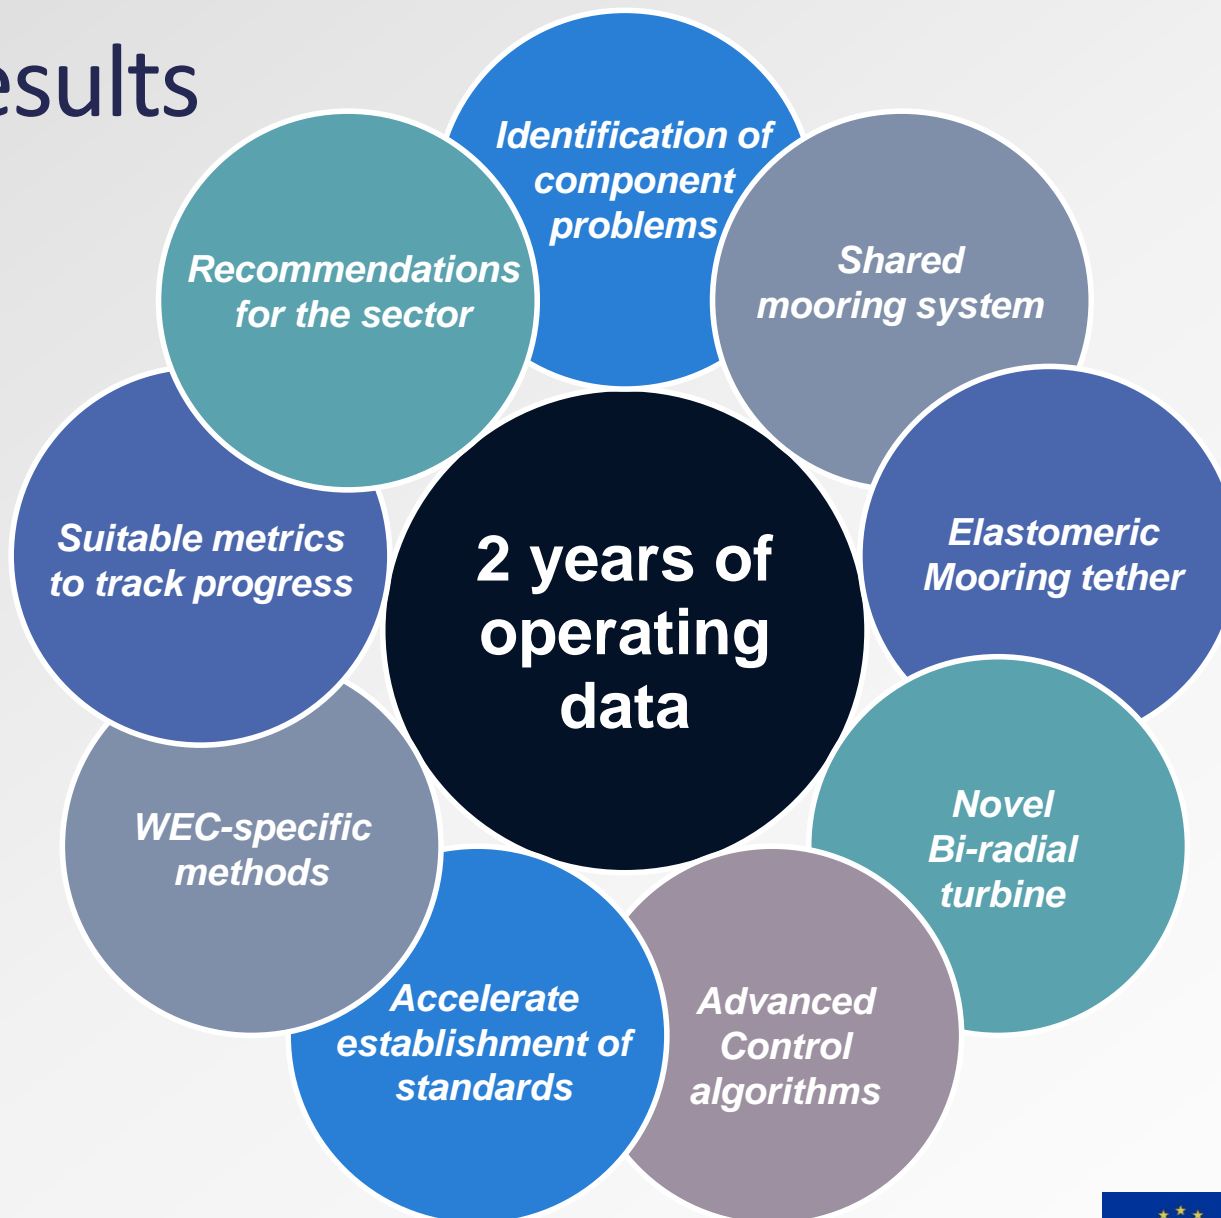 esults
Identification of
component
problems
Shared
mooring system
Elastomeric
Mooring tether
Novel
Bi-radial
turbine
Advanced
Control
algorithms
Accelerate
establishment of
standards
WEC-specific
methods
Suitable metrics
to track progress
Recommendations
for the sector
2 years of
operating
data